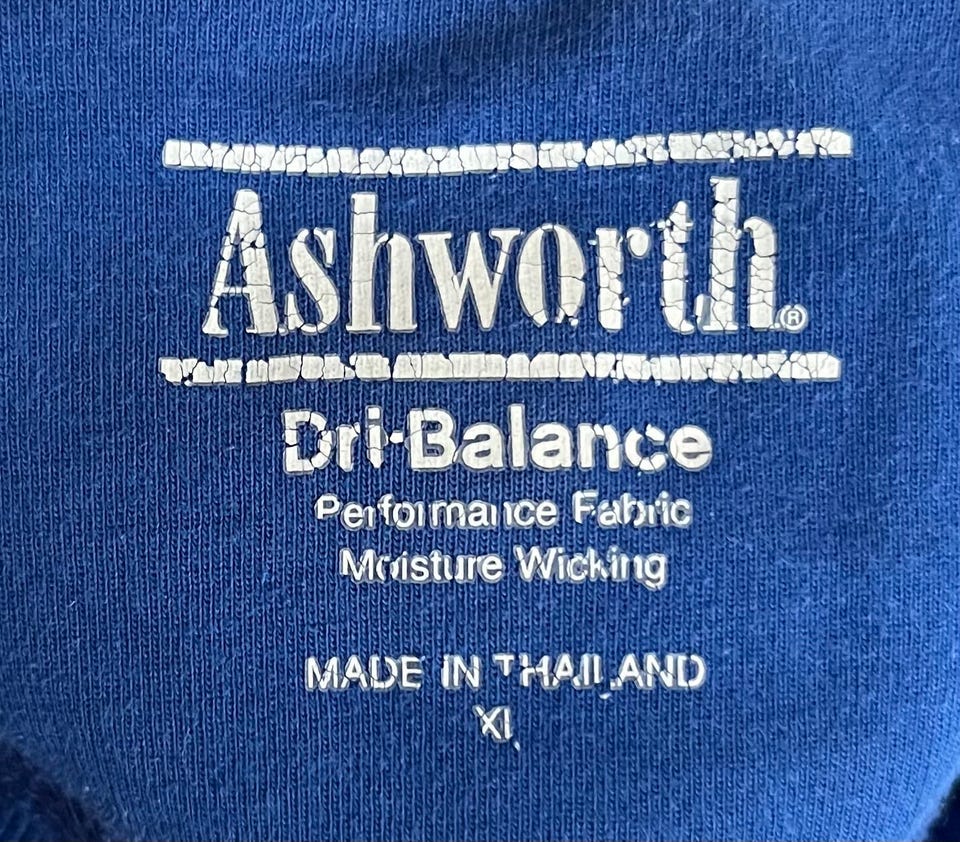 Ashworth®
Dri-Balance
Performance Fabric
Moisture Wicking
MADE IN THAILAND
XL